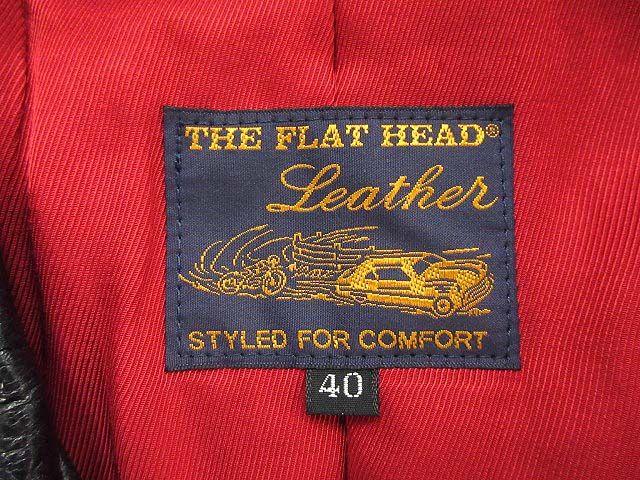 THE FLAT HEAD®
Leather
STYLED FOR COMFORT
40